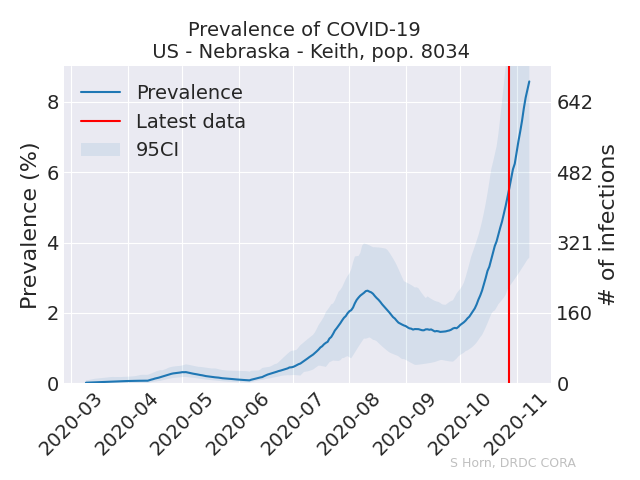 Prevalence of COVID-19
US - Nebraska - Keith, pop. 8034
Prevalence
Latest data
95CI
Prevalence (%)
8
6
4
2
0
642
482
321
160
0
# of infections
2020-03
2020-04
2020-05
2020-06
2020-07
2020-08
2020-09
2020-10
2020-11
S Horn, DRDC CORA